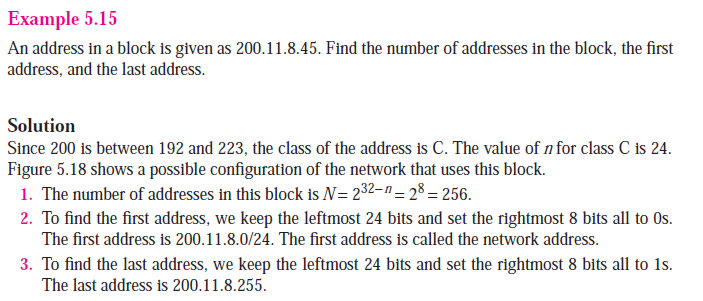 Example 5.15
An address in a block is given as 200.11.8.45. Find the number of addresses in the block, the first
address, and the last address.
Solution
Since 200 is between 192 and 223, the class of the address is C. The value of n for class C is 24.
Figure 5.18 shows a possible configuration of the network that uses this block.
1. The number of addresses in this block is N = 2^{32−n} = 2^8 = 256.
2. To find the first address, we keep the leftmost 24 bits and set the rightmost 8 bits all to 0s.
The first address is 200.11.8.0/24. The first address is called the network address.
3. To find the last address, we keep the leftmost 24 bits and set the rightmost 8 bits all to 1s.
The last address is 200.11.8.255.